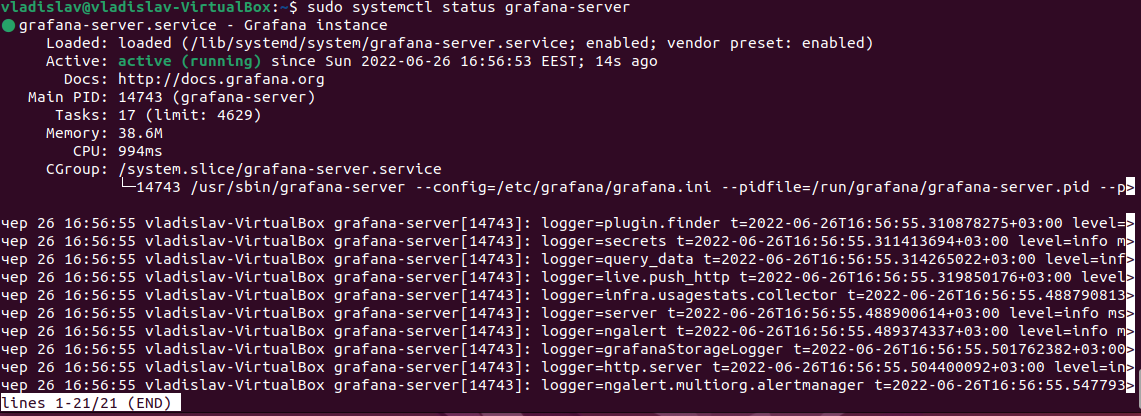 vladislav@vladislav-VirtualBox:~$ sudo systemctl status grafana-server
● grafana-server.service - Grafana instance
     Loaded: loaded (/lib/systemd/system/grafana-server.service; enabled; vendor preset: enabled)
     Active: active (running) since Sun 2022-06-26 16:56:53 EEST; 14s ago
       Docs: http://docs.grafana.org
   Main PID: 14743 (grafana-server)
      Tasks: 17 (limit: 4629)
     Memory: 38.6M
        CPU: 994ms
     CGroup: /system.slice/grafana-server.service
             └─14743 /usr/sbin/grafana-server --config=/etc/grafana/grafana.ini --pidfile=/run/grafana/grafana-server.pid --p>
чер 26 16:56:55 vladislav-VirtualBox grafana-server[14743]: logger=plugin.finder t=2022-06-26T16:56:55.310878275+03:00 level=>
чер 26 16:56:55 vladislav-VirtualBox grafana-server[14743]: logger=secrets t=2022-06-26T16:56:55.311413694+03:00 level=info m>
чер 26 16:56:55 vladislav-VirtualBox grafana-server[14743]: logger=query_data t=2022-06-26T16:56:55.314265022+03:00 level=inf>
чер 26 16:56:55 vladislav-VirtualBox grafana-server[14743]: logger=live.push_http t=2022-06-26T16:56:55.319850176+03:00 level>
чер 26 16:56:55 vladislav-VirtualBox grafana-server[14743]: logger=infra.usagestats.collector t=2022-06-26T16:56:55.488790813>
чер 26 16:56:55 vladislav-VirtualBox grafana-server[14743]: logger=server t=2022-06-26T16:56:55.488900614+03:00 level=info ms>
чер 26 16:56:55 vladislav-VirtualBox grafana-server[14743]: logger=ngalert t=2022-06-26T16:56:55.489374337+03:00 level=info m>
чер 26 16:56:55 vladislav-VirtualBox grafana-server[14743]: logger=grafanaStorageLogger t=2022-06-26T16:56:55.501762382+03:00>
чер 26 16:56:55 vladislav-VirtualBox grafana-server[14743]: logger=http.server t=2022-06-26T16:56:55.504400092+03:00 level=in>
чер 26 16:56:55 vladislav-VirtualBox grafana-server[14743]: logger=ngalert.multiorg.alertmanager t=2022-06-26T16:56:55.547793>
lines 1-21/21 (END)